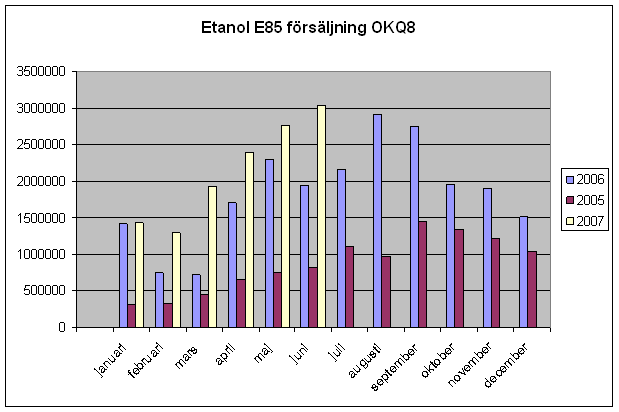 Etanol E85 försäljning OKQ8
3500000
3000000
2500000
2000000
1500000
1000000
500000
0
januari
februari
mars
april
maj
juni
juli
augusti
september
oktober
november
december
2006
2005
2007